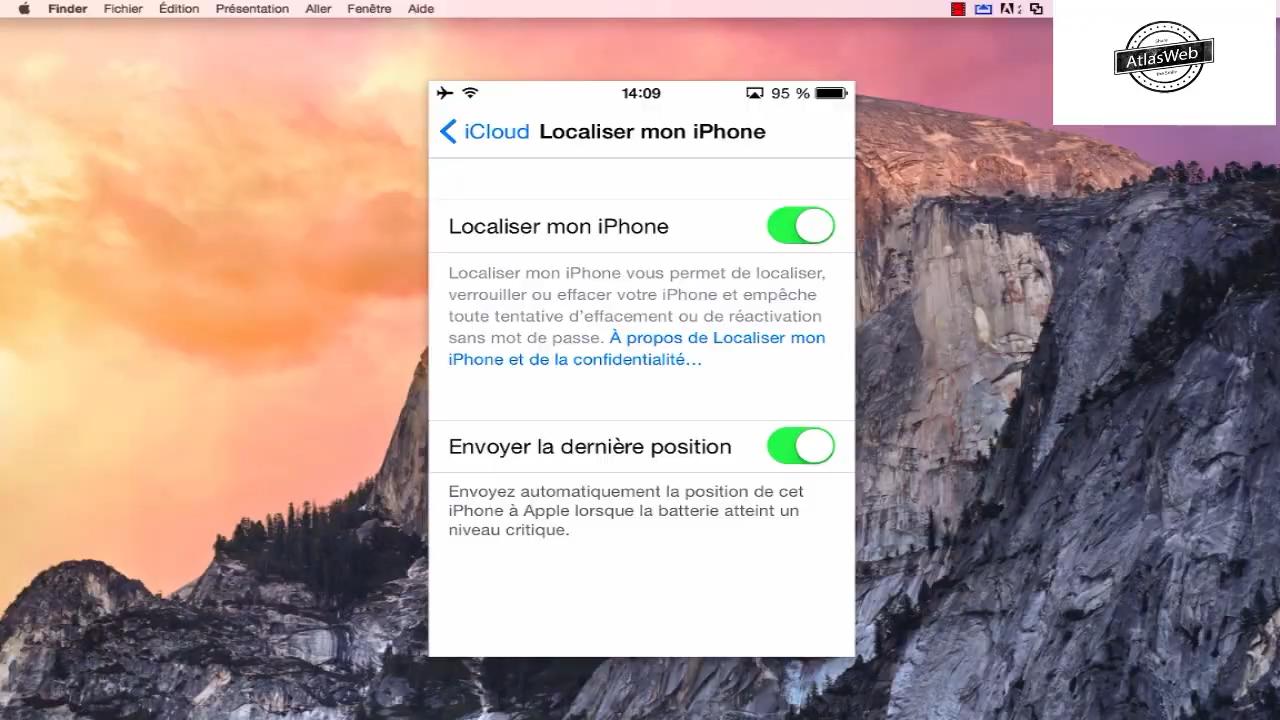 Finder Fichier Édition Présentation Aller Fenêtre Aide
AtlasWeb
14:09 95 %
iCloud Localiser mon iPhone
Localiser mon iPhone
Localiser mon iPhone vous permet de localiser,
verrouiller ou effacer votre iPhone et empêche
toute tentative d'effacement ou de réactivation
sans mot de passe. À propos de Localiser mon
iPhone et de la confidentialité...
Envoyer la dernière position
Envoyez automatiquement la position de cet
iPhone à Apple lorsque la batterie atteint un
niveau critique.